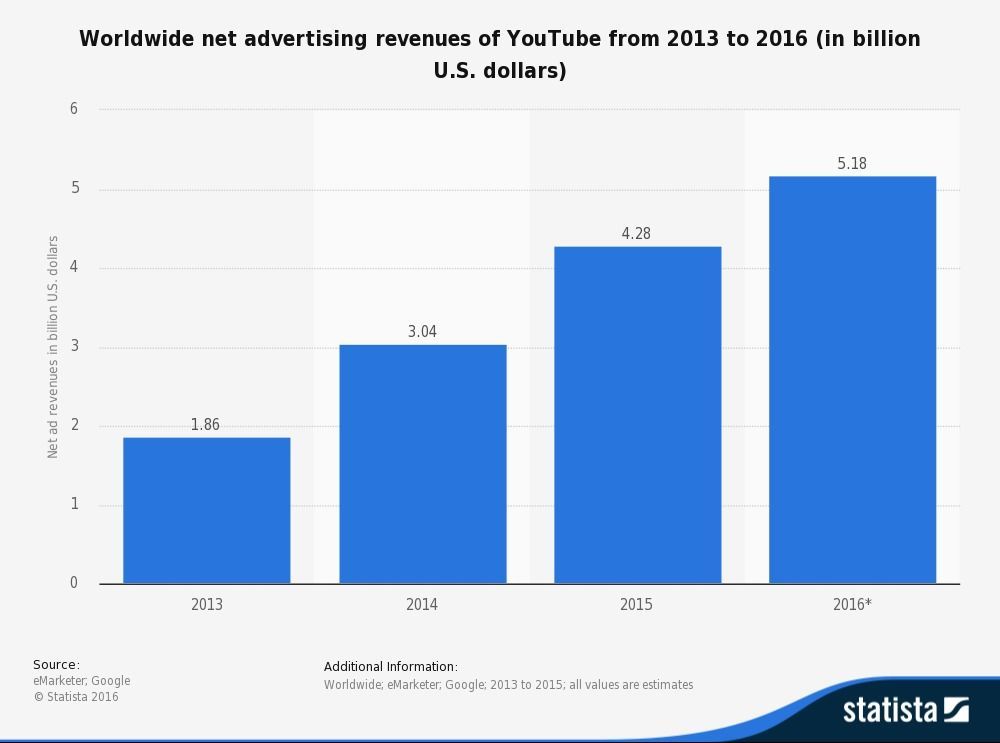 Worldwide net advertising revenues of YouTube from 2013 to 2016 (in billion
U.S. dollars)
6
5
4
3
2
1
0
Net ad revenues in billion U.S. dollars
1.86
3.04
4.28
5.18
2013
2014
2015
2016*
Source:
eMarketer; Google
© Statista 2016
Additional Information:
Worldwide; eMarketer; Google; 2013 to 2015; all values are estimates
statista